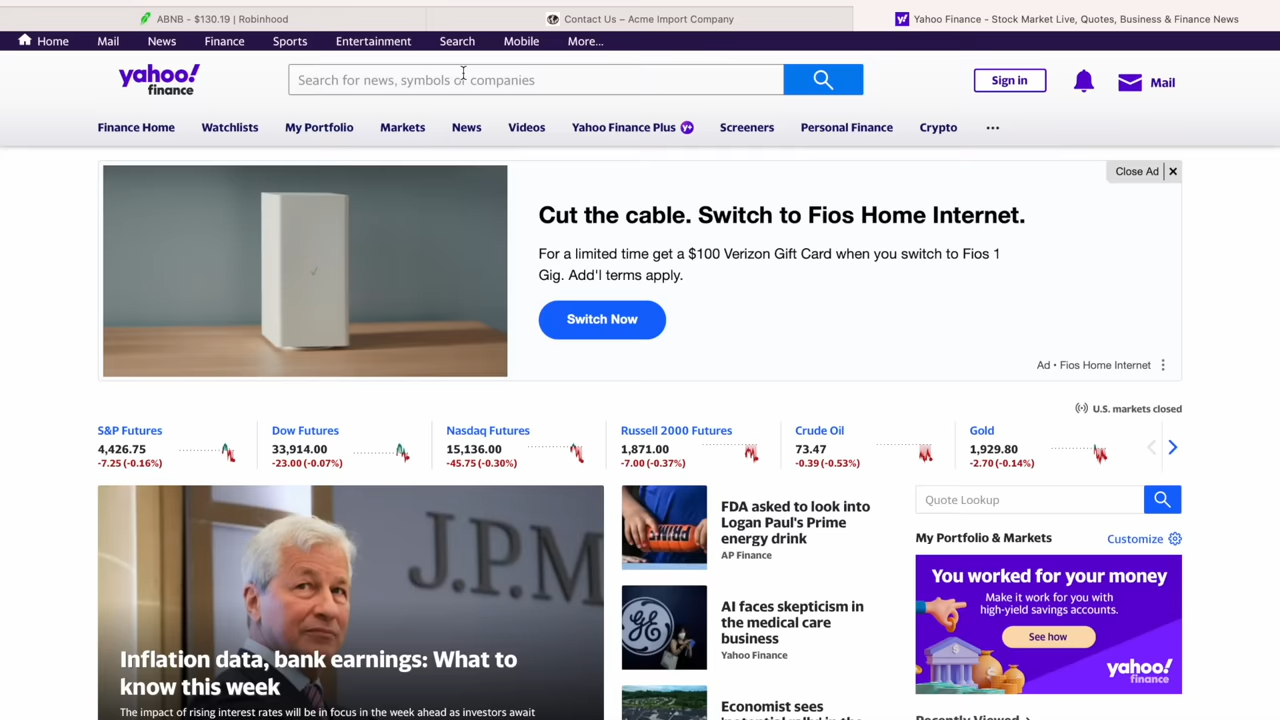 ABNB - $130.19 | Robinhood
Contact Us – Acme Import Company
Yahoo Finance - Stock Market Live, Quotes, Business & Finance News
Home Mail News Finance Sports Entertainment Search Mobile More...
yahoo!
finance
Search for news, symbols or companies
Sign in
Mail
Finance Home Watchlists My Portfolio Markets News Videos Yahoo Finance Plus Y+ Screeners Personal Finance Crypto ...
Close Ad X
Cut the cable. Switch to Fios Home Internet.
For a limited time get a $100 Verizon Gift Card when you switch to Fios 1
Gig. Add'l terms apply.
Switch Now
Ad • Fios Home Internet
U.S. markets closed
S&P Futures
4,426.75
-7.25 (-0.16%)
Dow Futures
33,914.00
-23.00 (-0.07%)
Nasdaq Futures
15,136.00
-45.75 (-0.30%)
Russell 2000 Futures
1,871.00
-7.00 (-0.37%)
Crude Oil
73.47
-0.39 (-0.53%)
Gold
1,929.80
-2.70 (-0.14%)
J.P.M
Inflation data, bank earnings: What to
know this week
The impact of rising interest rates will be in focus in the week ahead as investors await
FDA asked to look into
Logan Paul's Prime
energy drink
AP Finance
AI faces skepticism in
the medical care
business
Yahoo Finance
Economist sees
Quote Lookup
My Portfolio & Markets
Customize
You worked for your money
Make it work for you with
high-yield savings accounts.
See how
yahoo!
finance